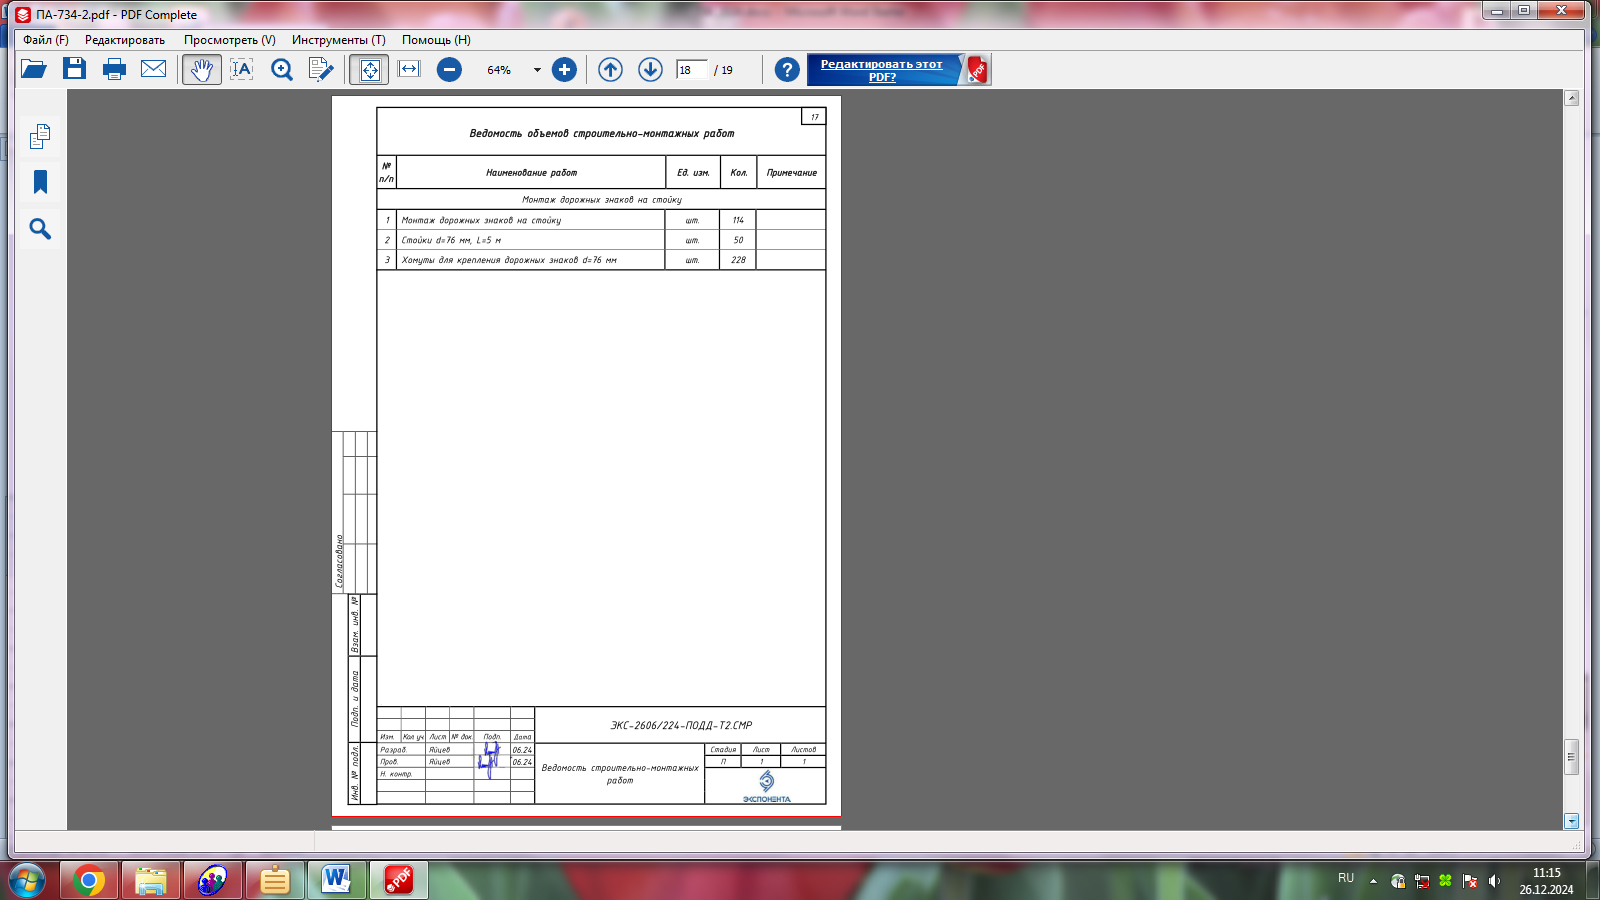 ПА-734-2.pdf - PDF Complete
Файл (F) Редактировать Просмотреть (V) Инструменты (T) Помощь (H)
64% 18 / 19 Редактировать этот
PDF?
17
Ведомость объемов строительно-монтажных работ
№
п/п Наименование работ Ед. изм. Кол. Примечание
Монтаж дорожных знаков на стойку
1 Монтаж дорожных знаков на стойку шт. 114
2 Стойки d=76 мм, L=5 м шт. 50
3 Хомуты для крепления дорожных знаков d=76 мм шт. 228
Согласовано
Взам. инв. №
Подп. и дата
Инв. № подл.
ЭКС-2606/224-ПОДД-Т2.СМР
Изм. Кол уч Лист № док. Подп. Дата
Разраб. Яйцев 06.24
Пров. Яйцев 06.24
Н. контр.
Ведомость строительно-монтажных
работ
Стадия Лист Листов
П 1 1
ЭКСПОНЕНТА
RU
11:15
26.12.2024